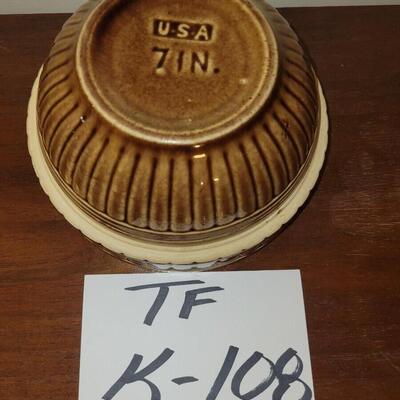 U·S·A
7IN.
TF
K-108